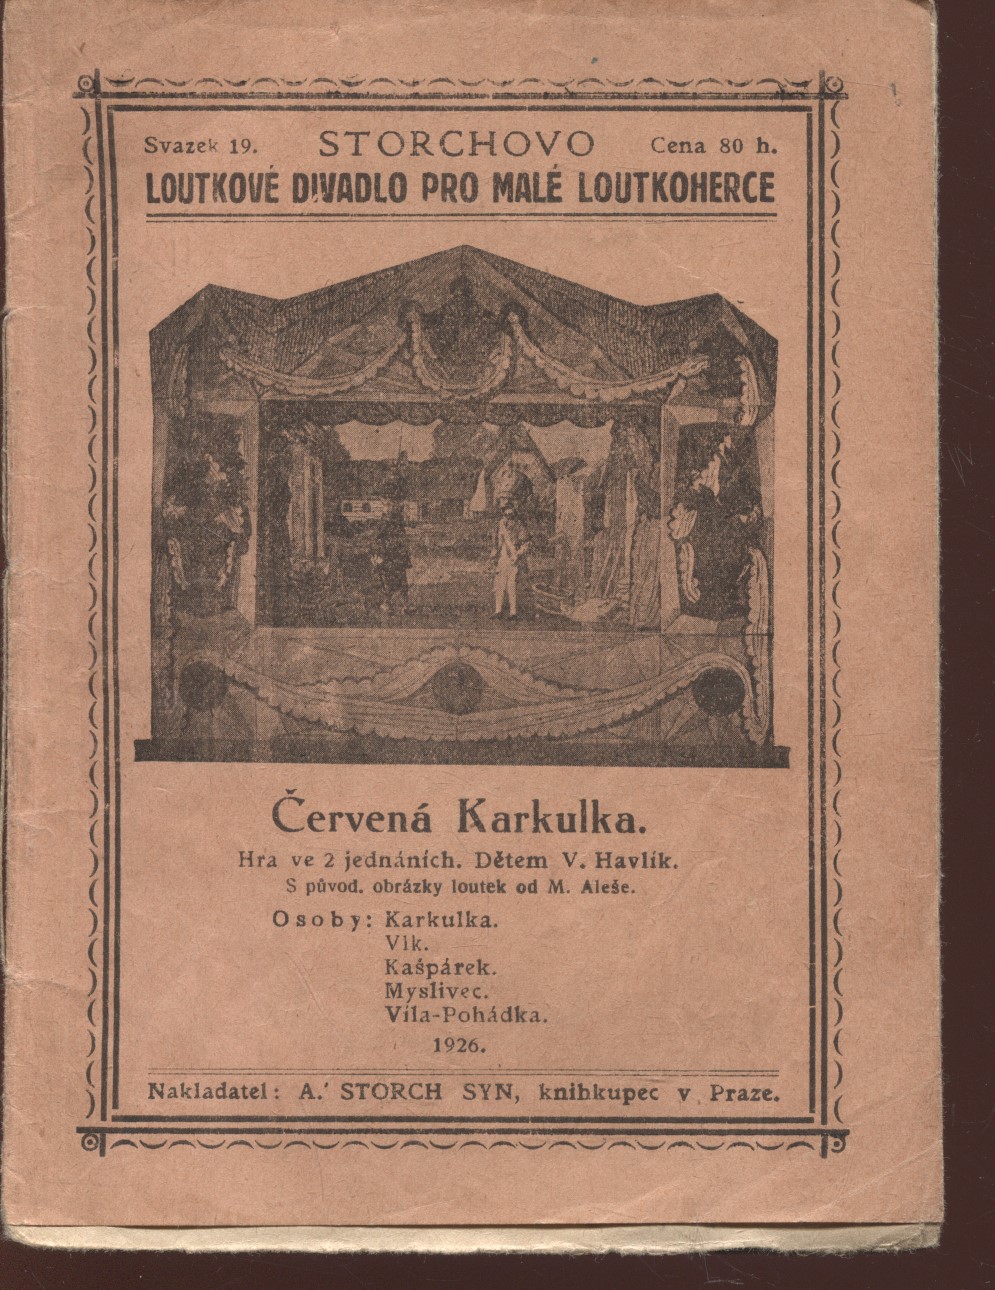 Svazek 19. STORCHOVO Cena 80 h.
LOUTKOVÉ DIVADLO PRO MALÉ LOUTKOHERCE
Červená Karkulka.
Hra ve 2 jednáních. Dětem V. Havlík.
S původ. obrázky loutek od M. Aleše.
Osoby: Karkulka.
Vlk.
Kašpárek.
Myslivec.
Víla-Pohádka.
1926.
Nakladatel: A. STORCH SYN, knihkupec v Praze.